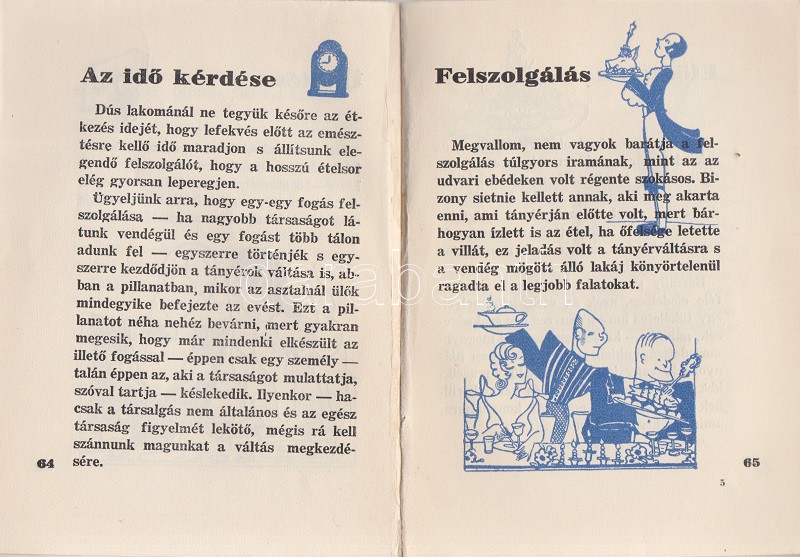 Az idő kérdése
Dús lakománál ne tegyük későre az ét-
kezés idejét, hogy lefekvés előtt az emész-
tésre kellő idő maradjon s állítsunk ele-
gendő felszolgálót, hogy a hosszú ételsor
elég gyorsan leperegjen.
Ügyeljünk arra, hogy egy-egy fogás fel-
szolgálása — ha nagyobb társaságot lá-
tunk vendégül és egy fogást több tálon
adunk fel — egyszerre történjék s egy-
szerre kezdődjön a tányérok váltása is, ab-
ban a pillanatban, mikor az asztalnál ülők
mindegyike befejezte az evést. Ezt a pil-
lanatot néha nehéz bevárni, mert gyakran
megesik, hogy már mindenki elkészült az
illető fogással — éppen csak egy személy —
talán éppen az, aki a társaságot mulattatja,
szóval tartja — késlekedik. Ilyenkor — ha-
csak a társalgás nem általános és az egész
társaság figyelmét lekötő, mégis rá kell
szánnunk magunkat a váltás megkezdé-
sére.
64
Felszolgálás
Megvallom, nem vagyok barátja a fel-
szolgálás túlgyors iramának, mint az az
udvari ebédeken volt régente szokásos. Bi-
zony sietnie kellett annak, aki meg akarta
enni, ami tányérján előtte volt, mert bár-
hogyan ízlett is az étel, ha őfelsége letette
a villát, ez jeladás volt a tányérváltásra s
a vendég mögött álló lakáj könyörtelenül
ragadta el a legjobb falatokat.
65
5
darabanth